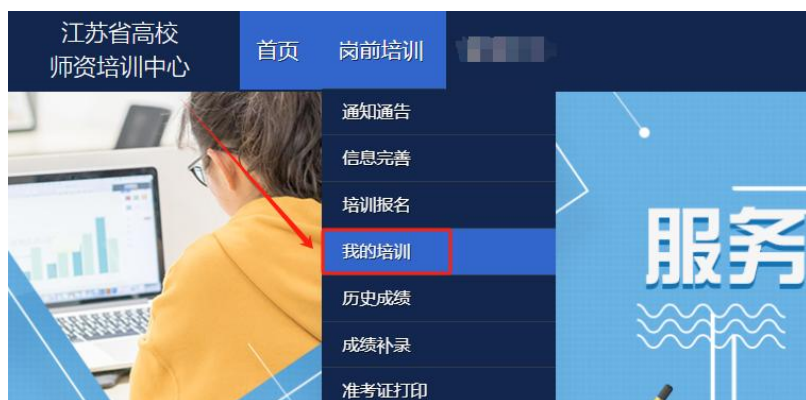 江苏省高校
师资培训中心
首页
岗前培训
通知通告
信息完善
培训报名
我的培训
历史成绩
成绩补录
准考证打印
服务